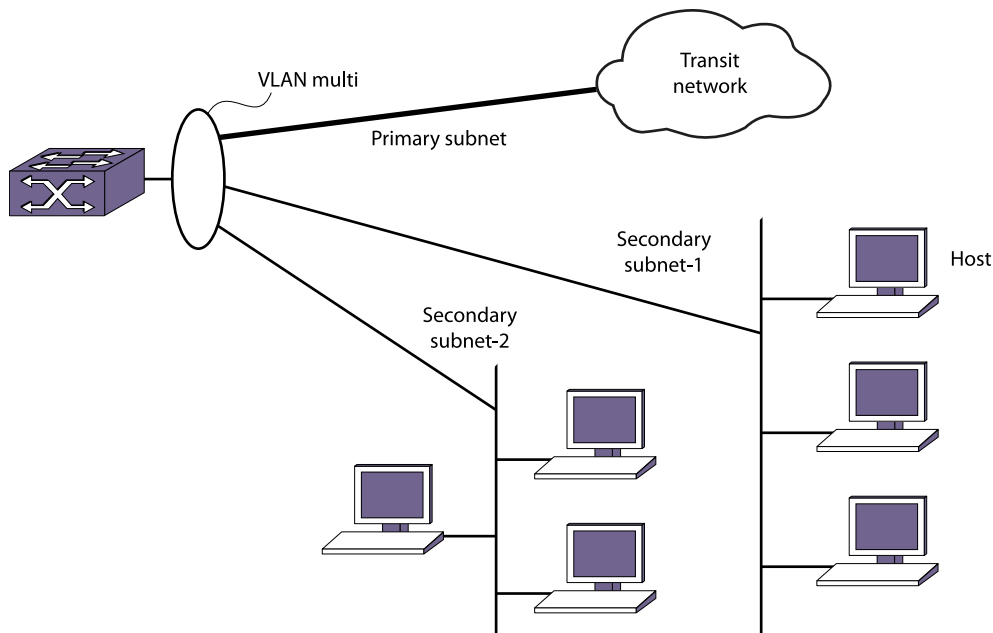 Transit
network
VLAN multi
Primary subnet
Secondary
subnet-1
Host
Secondary
subnet-2